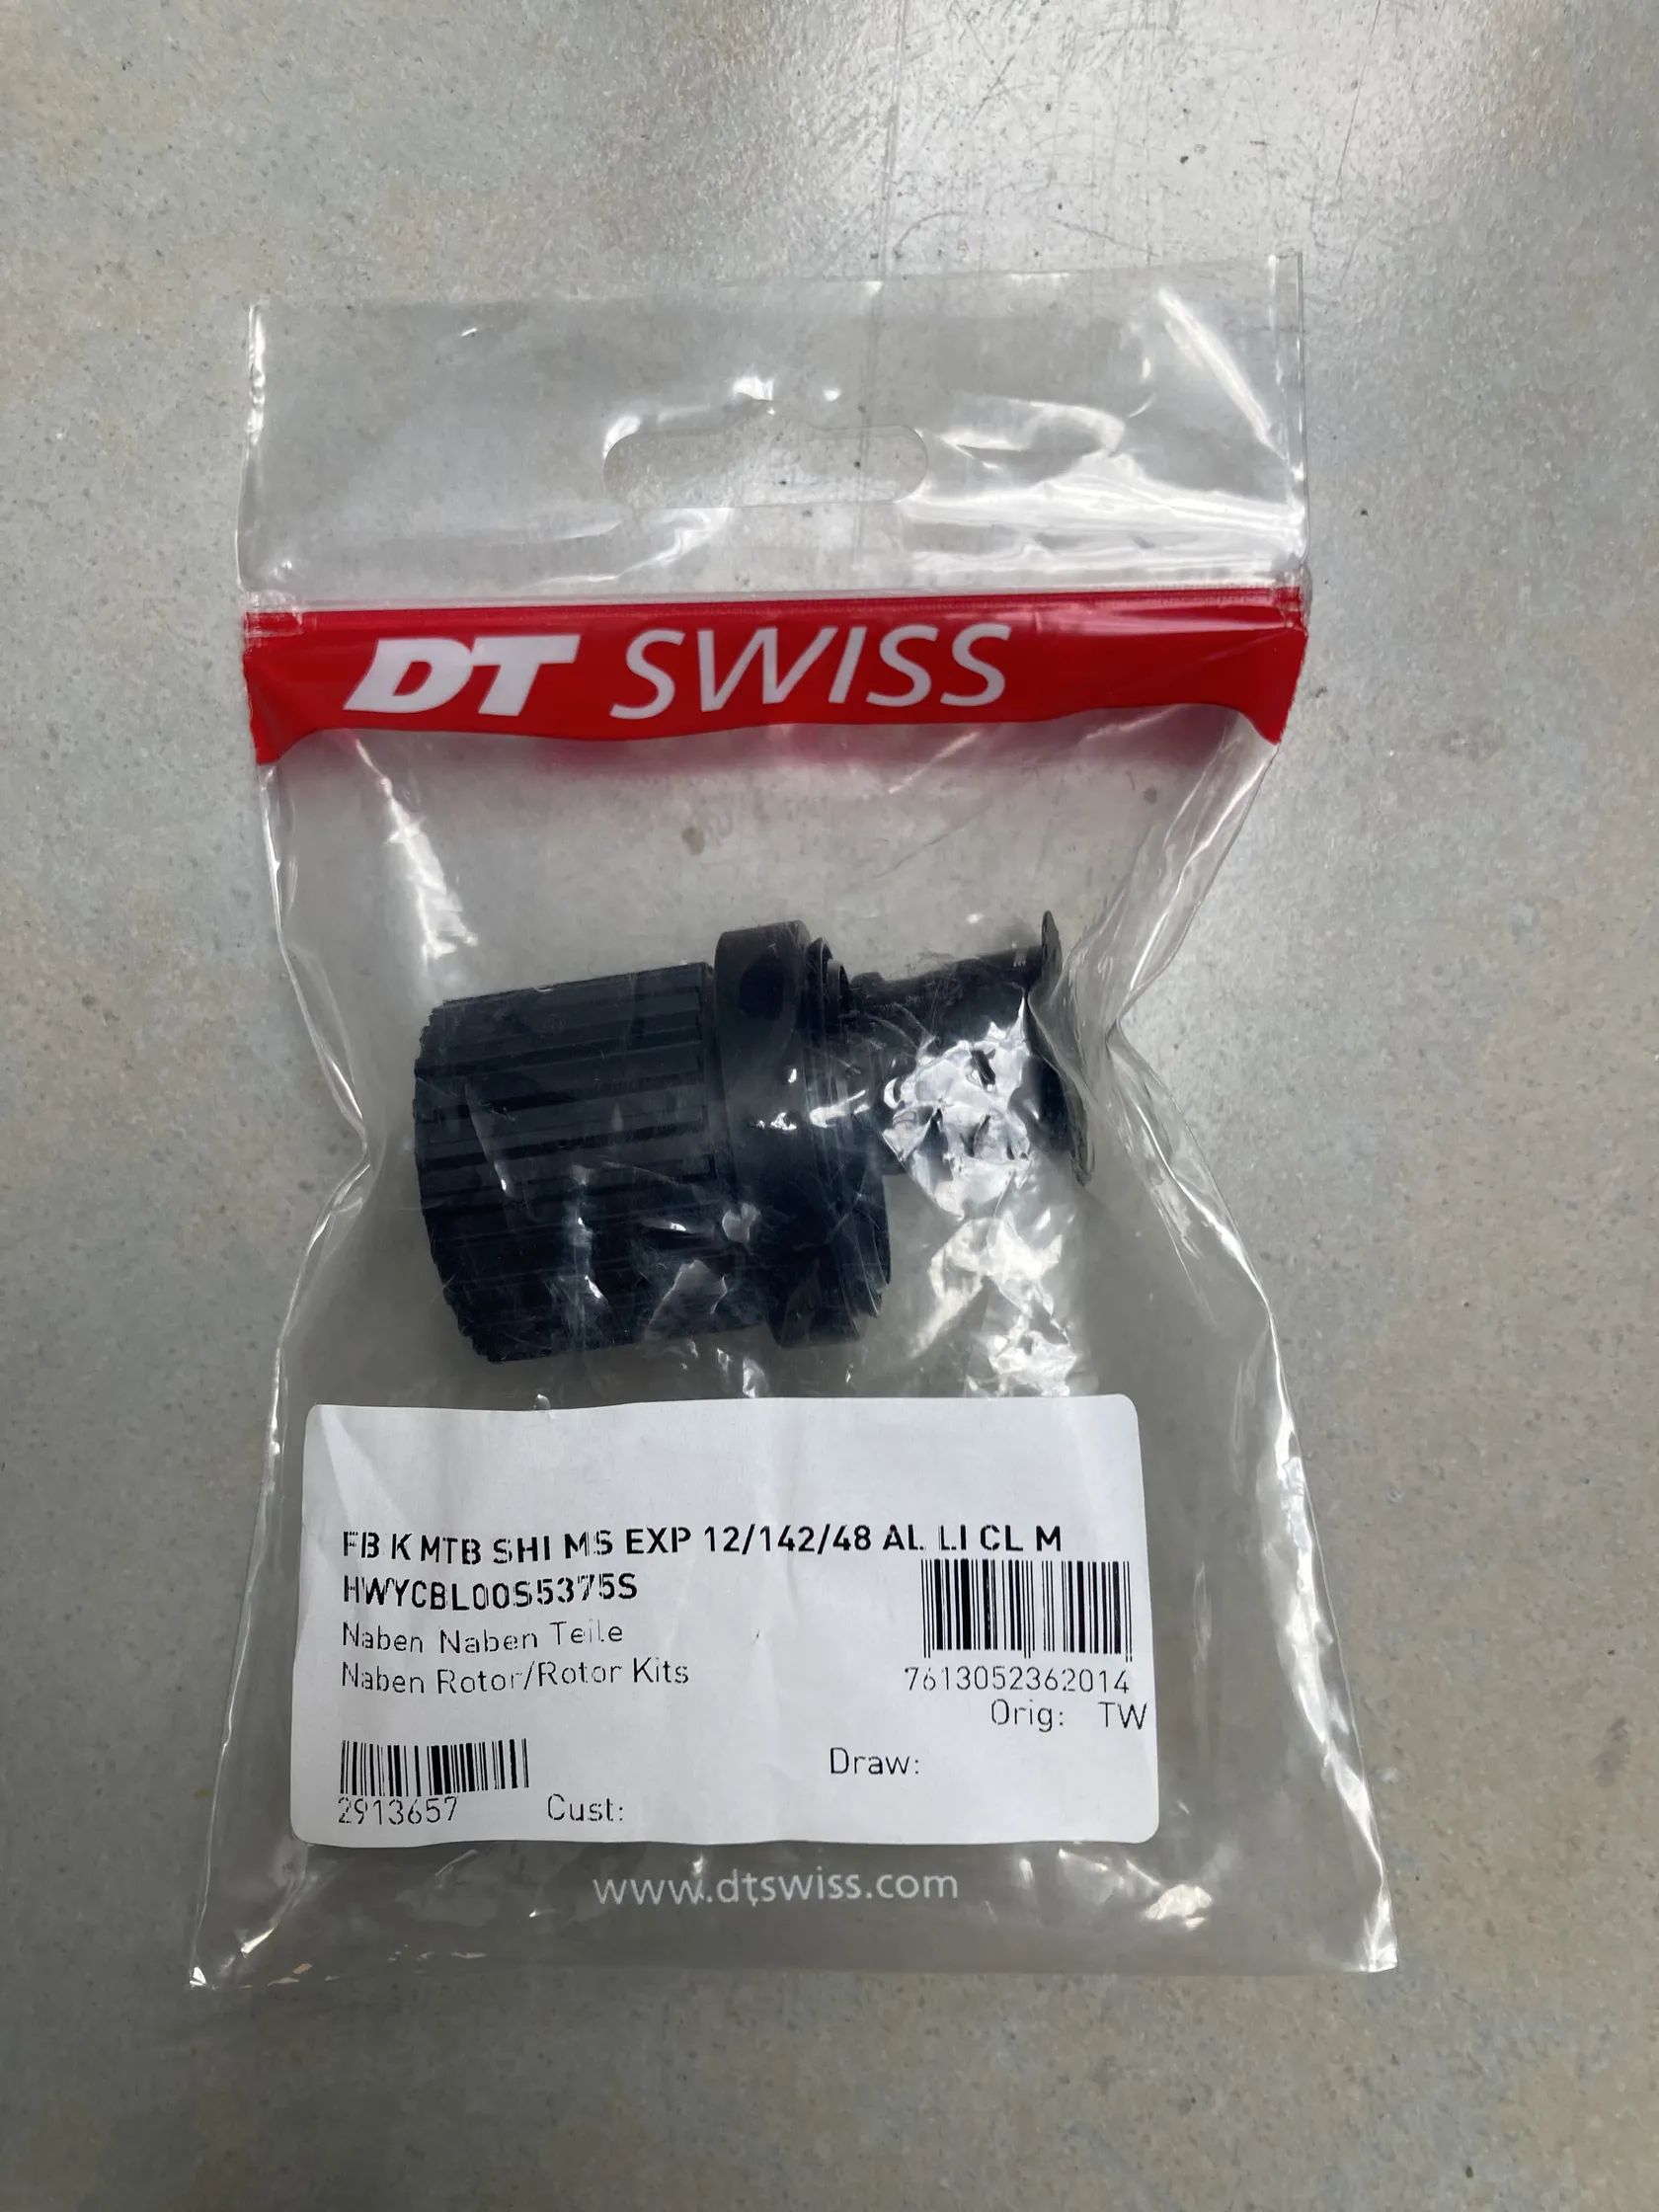 DT SWISS
FB K MTB SHI MS EXP 12/142/48 AL LI CL M
HWYCBL00S5375S
Naben Naben Teile
Naben Rotor/Rotor Kits
7613052362014
Orig: TW
Draw:
2913657
Cust:
www.dtswiss.com